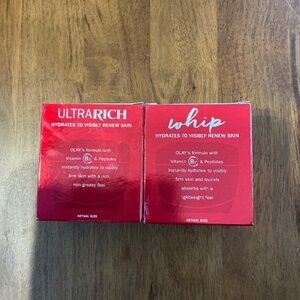 ULTRARICH
HYDRATES TO VISIBLY RENEW SKIN
OLAY's formula with
Vitamin B3 & Peptides
instantly hydrates to visibly
firm skin with a rich,
non-greasy feel
ACTUAL SIZE
whip
HYDRATES TO VISIBLY RENEW SKIN
OLAY's formula with
Vitamin B3 & Peptides
instantly hydrates to visibly
firm skin and quickly
absorbs with a
lightweight feel
ACTUAL SIZE